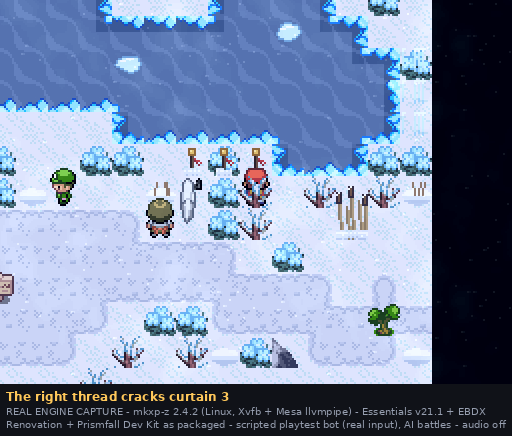 The right thread cracks curtain 3
REAL ENGINE CAPTURE - mkxp-z 2.4.2 (Linux, Xvfb + Mesa llvmpipe) - Essentials v21.1 + EBDX
Renovation + Prismfall Dev Kit as packaged - scripted playtest bot (real input), AI battles - audio off